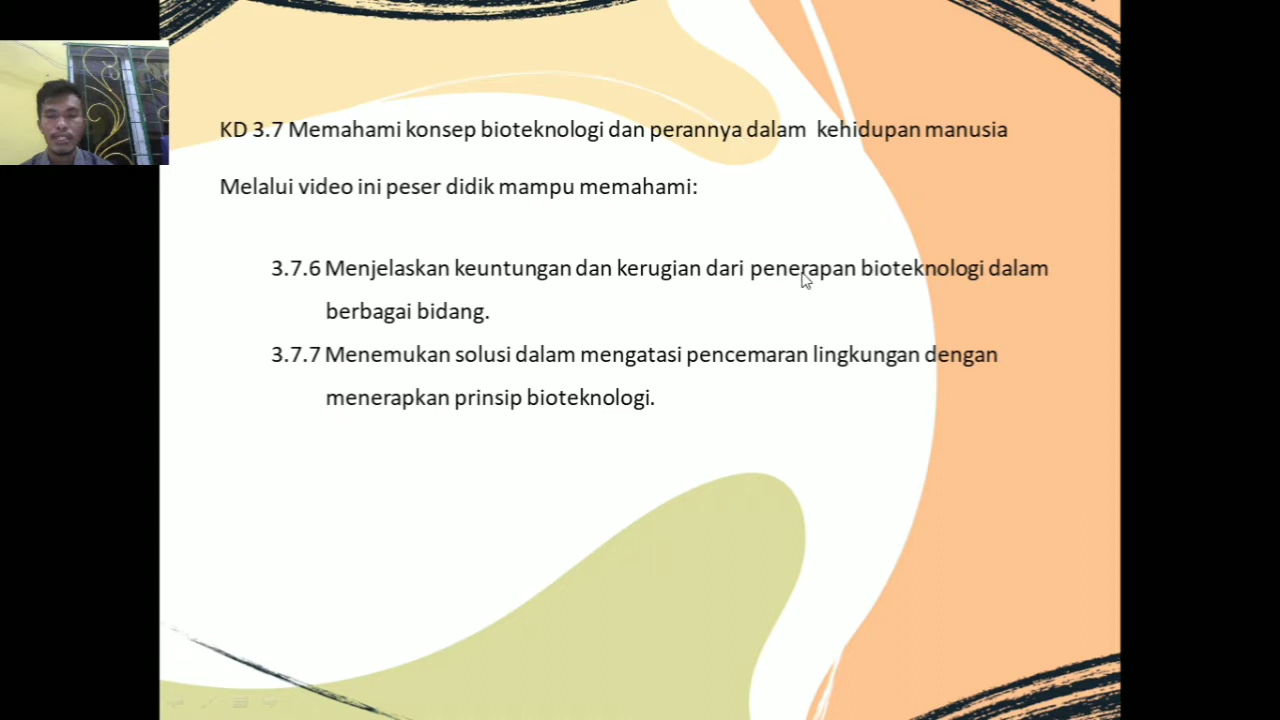 KD 3.7 Memahami konsep bioteknologi dan perannya dalam kehidupan manusia
Melalui video ini peser didik mampu memahami:
3.7.6 Menjelaskan keuntungan dan kerugian dari penerapan bioteknologi dalam
berbagai bidang.
3.7.7 Menemukan solusi dalam mengatasi pencemaran lingkungan dengan
menerapkan prinsip bioteknologi.